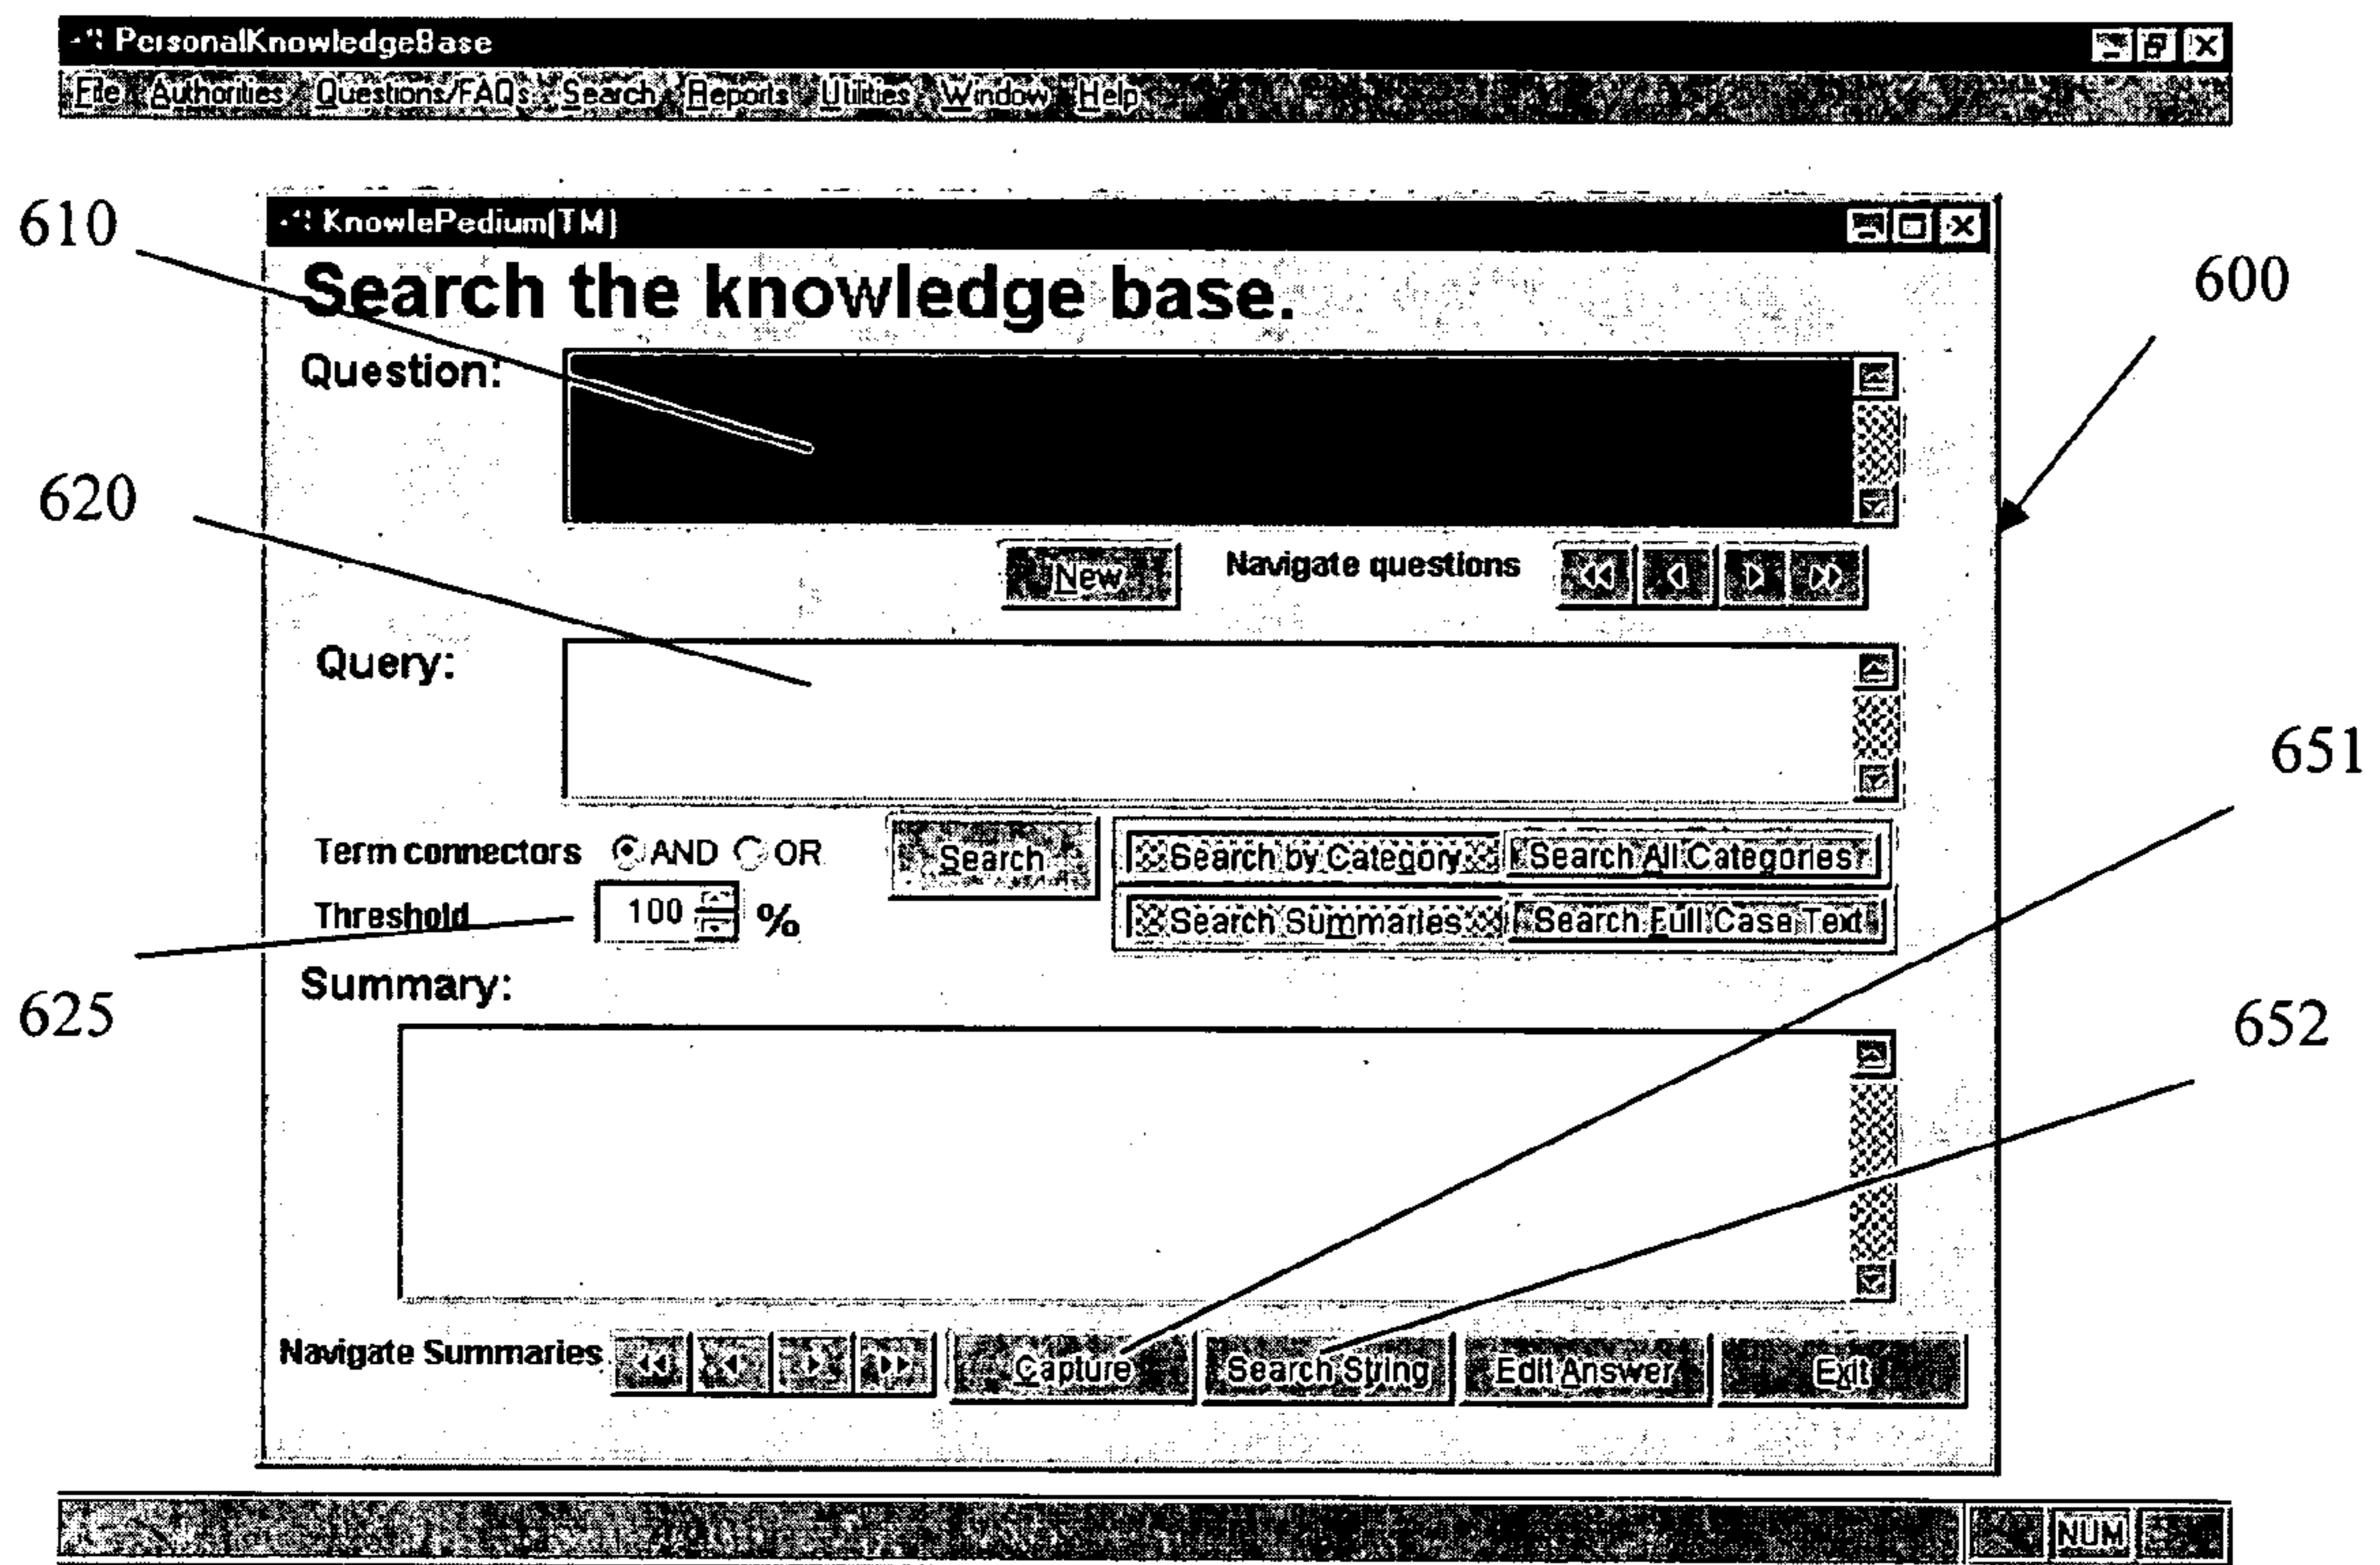 PersonalKnowledgeBase
File Authorities Questions/FAQs Search Reports Utilities Window Help
610
KnowlePedium(TM)
Search the knowledge base.
600
Question:
620
New Navigate questions
Query:
651
Term connectors AND OR Search Search by Category Search All Categories
Threshold 100 % Search Summaries Search Full Case Text
625
Summary:
652
Navigate Summaries Capture Search String Edit Answer Exit
NUM